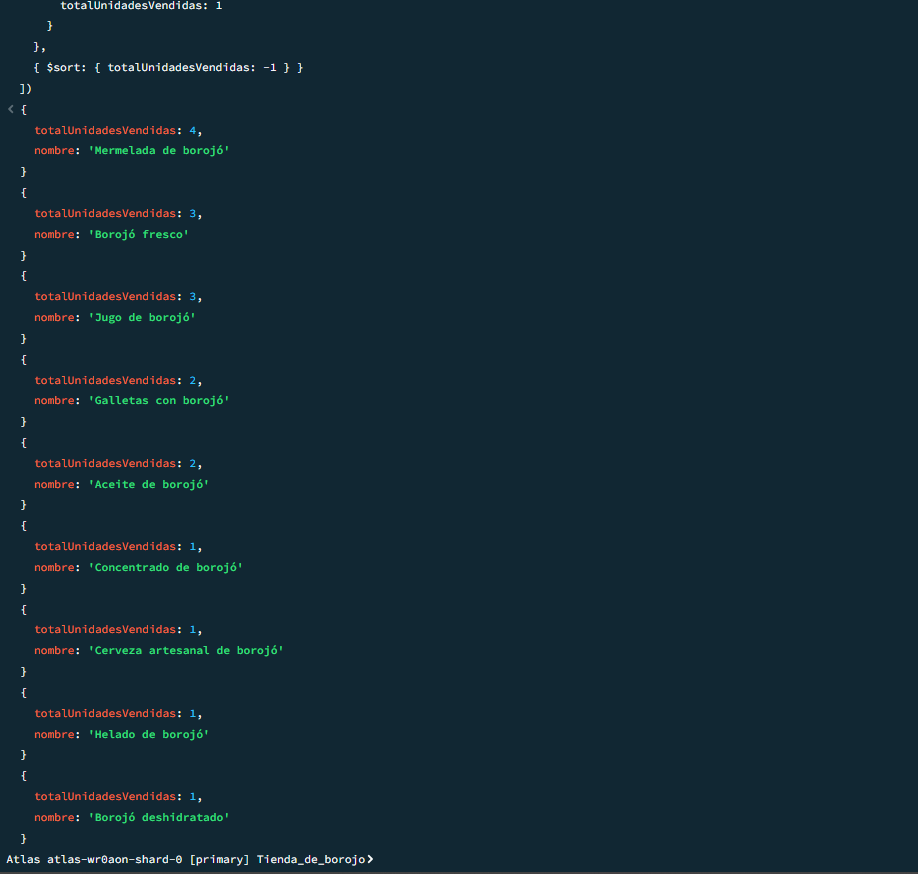 totalUnidadesVendidas: 1
}
},
{ $sort: { totalUnidadesVendidas: -1 } }
])
< {
totalUnidadesVendidas: 4,
nombre: 'Mermelada de borojó'
}
{
totalUnidadesVendidas: 3,
nombre: 'Borojó fresco'
}
{
totalUnidadesVendidas: 3,
nombre: 'Jugo de borojó'
}
{
totalUnidadesVendidas: 2,
nombre: 'Galletas con borojó'
}
{
totalUnidadesVendidas: 2,
nombre: 'Aceite de borojó'
}
{
totalUnidadesVendidas: 1,
nombre: 'Concentrado de borojó'
}
{
totalUnidadesVendidas: 1,
nombre: 'Cerveza artesanal de borojó'
}
{
totalUnidadesVendidas: 1,
nombre: 'Helado de borojó'
}
{
totalUnidadesVendidas: 1,
nombre: 'Borojó deshidratado'
}
Atlas atlas-wr0aon-shard-0 [primary] Tienda_de_borojo>